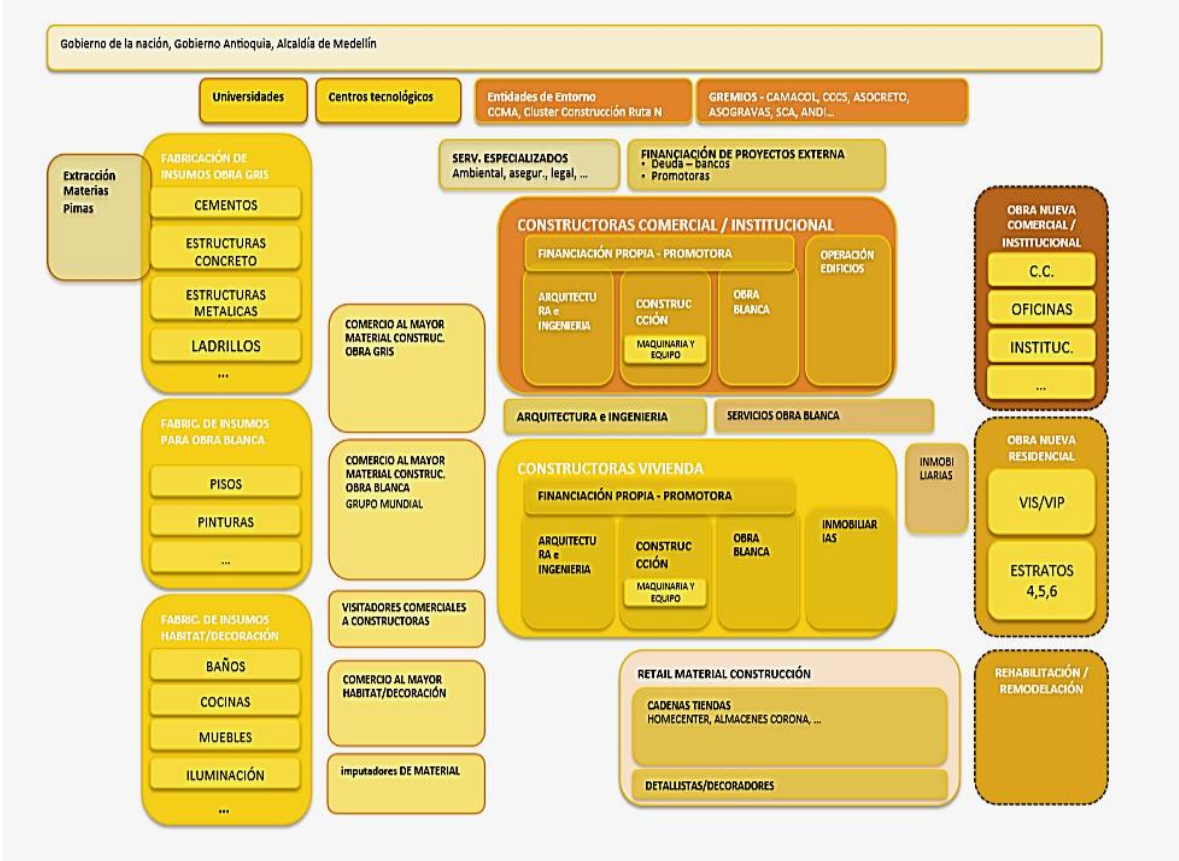 Gobierno de la nación, Gobierno Antioquia, Alcaldía de Medellín
Universidades
Centros tecnológicos
Entidades de Entorno
CCMA, Cluster Construcción Ruta N
GREMIOS - CAMACOL, CCCS, ASOCRETO,
ASOGRAVAS, SCA, ANDI...
Extracción
Materias
Pimas
FABRICACIÓN DE
INSUMOS OBRA GRIS
CEMENTOS
ESTRUCTURAS
CONCRETO
ESTRUCTURAS
METALICAS
LADRILLOS
...
FABRIC. DE INSUMOS
PARA OBRA BLANCA
PISOS
PINTURAS
...
FABRIC. DE INSUMOS
HABITAT/DECORACIÓN
BAÑOS
COCINAS
MUEBLES
ILUMINACIÓN
...
COMERCIO AL MAYOR
MATERIAL CONSTRUC.
OBRA GRIS
COMERCIO AL MAYOR
MATERIAL CONSTRUC.
OBRA BLANCA
GRUPO MUNDIAL
VISITADORES COMERCIALES
A CONSTRUCTORAS
COMERCIO AL MAYOR
HABITAT/DECORACIÓN
imputadores DE MATERIAL
SERV. ESPECIALIZADOS
Ambiental, asegur., legal, ...
FINANCIACIÓN DE PROYECTOS EXTERNA
• Deuda – bancos
• Promotoras
CONSTRUCTORAS COMERCIAL / INSTITUCIONAL
FINANCIACIÓN PROPIA - PROMOTORA
ARQUITECTU
RA e
INGENIERIA
CONSTRUC
CCIÓN
MAQUINARIA Y
EQUIPO
OBRA
BLANCA
OPERACIÓN
EDIFICIOS
ARQUITECTURA e INGENIERIA
SERVICIOS OBRA BLANCA
CONSTRUCTORAS VIVIENDA
FINANCIACIÓN PROPIA - PROMOTORA
ARQUITECTU
RA e
INGENIERIA
CONSTRUC
CCIÓN
MAQUINARIA Y
EQUIPO
OBRA
BLANCA
INMOBILIAR
IAS
INMOBI
LIARIAS
RETAIL MATERIAL CONSTRUCCIÓN
CADENAS TIENDAS
HOMECENTER, ALMACENES CORONA, ...
DETALLISTAS/DECORADORES
OBRA NUEVA
COMERCIAL /
INSTITUCIONAL
C.C.
OFICINAS
INSTITUC.
...
OBRA NUEVA
RESIDENCIAL
VIS/VIP
ESTRATOS
4,5,6
REHABILITACIÓN /
REMODELACIÓN